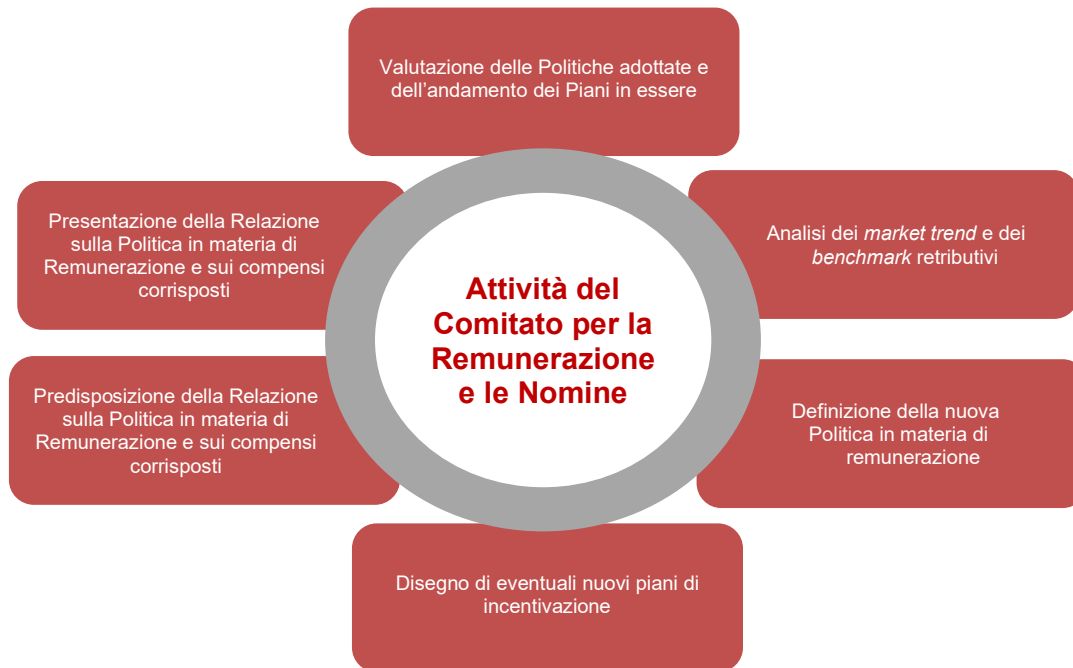 Valutazione delle Politiche adottate e
dell’andamento dei Piani in essere
Analisi dei market trend e dei
benchmark retributivi
Definizione della nuova
Politica in materia di
remunerazione
Disegno di eventuali nuovi piani di
incentivazione
Predisposizione della Relazione
sulla Politica in materia di
Remunerazione e sui compensi
corrisposti
Presentazione della Relazione
sulla Politica in materia di
Remunerazione e sui compensi
corrisposti
Attività del
Comitato per la
Remunerazione
e le Nomine